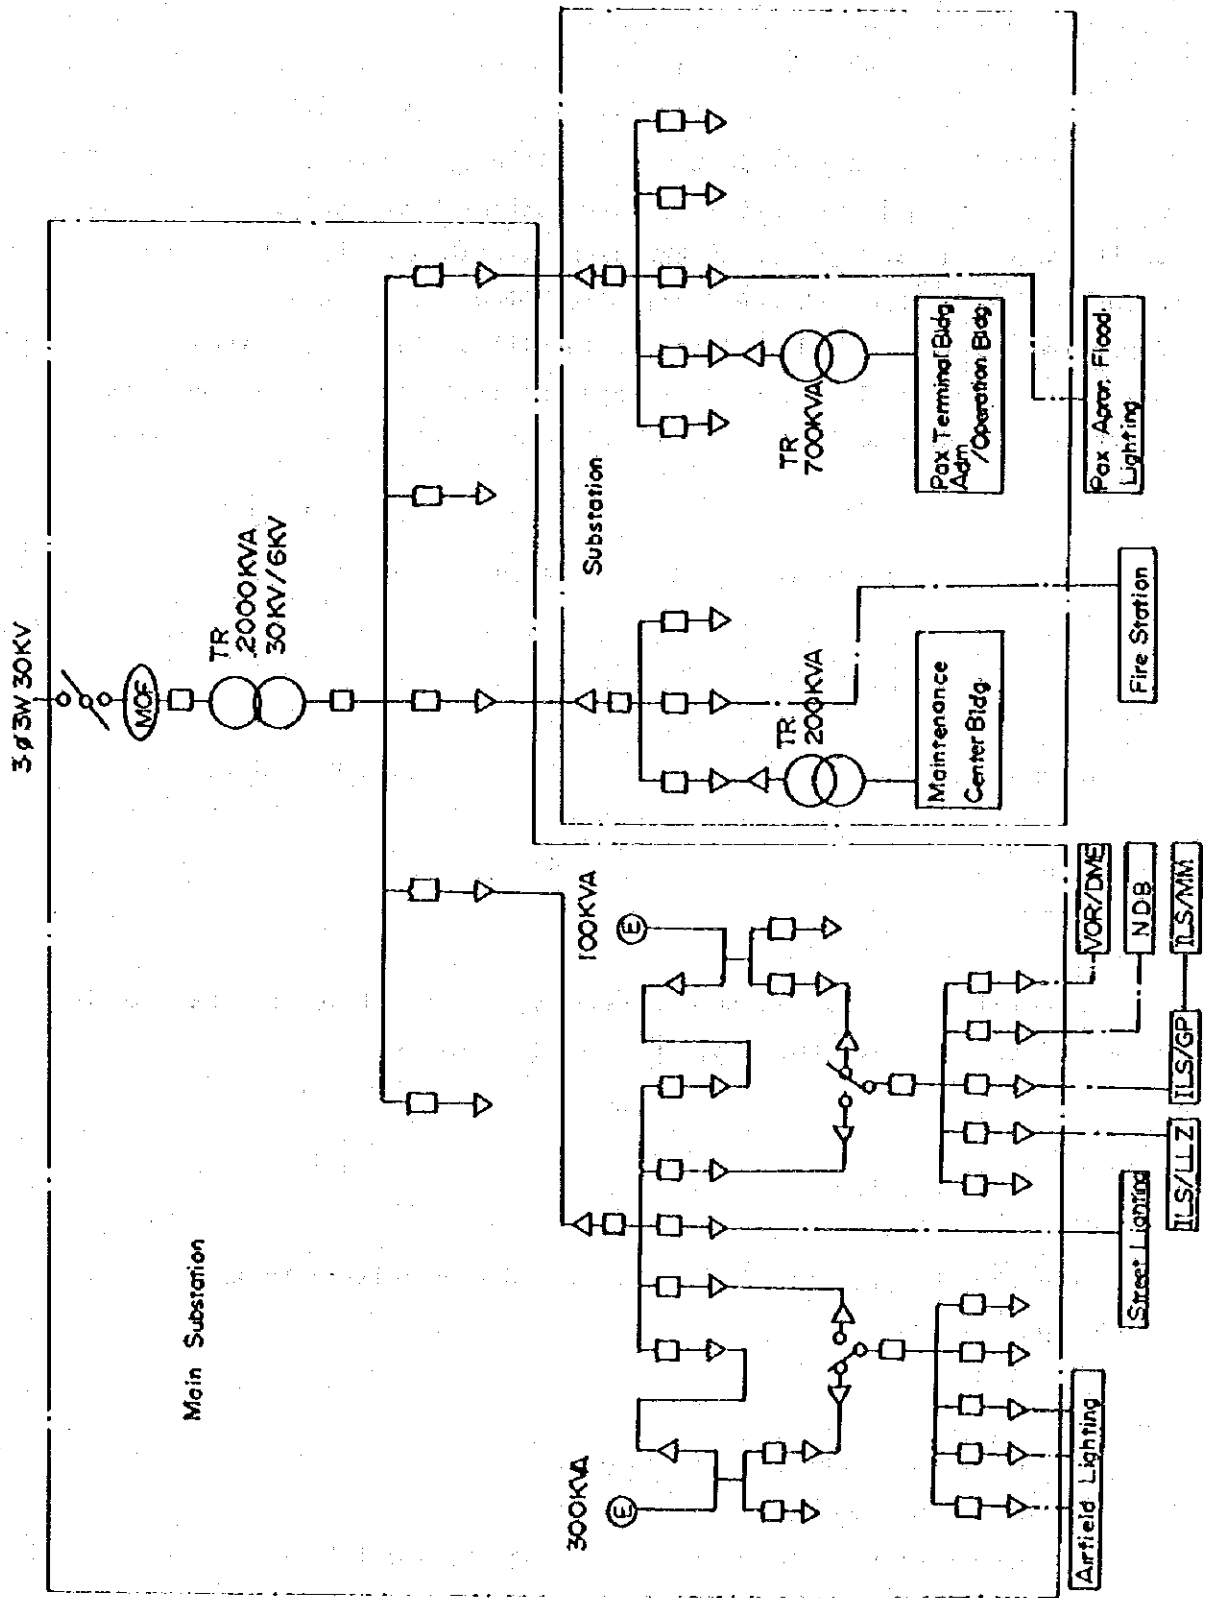 3ø3W30KV
MOF
TR
2000KVA
30KV/6KV
Main Substation
Substation
300KVA
E
100KVA
E
TR
200KVA
TR
700KVA
Maintenance
Center Bldg.
Pax Terminal Bldg
Adm
/Operation Bldg
Airfield Lighting
Street Lighting
ILS/LLZ
ILS/GP
VOR/DME
NDB
ILS/MM
Fire Station
Pax Apron Flood
Lighting